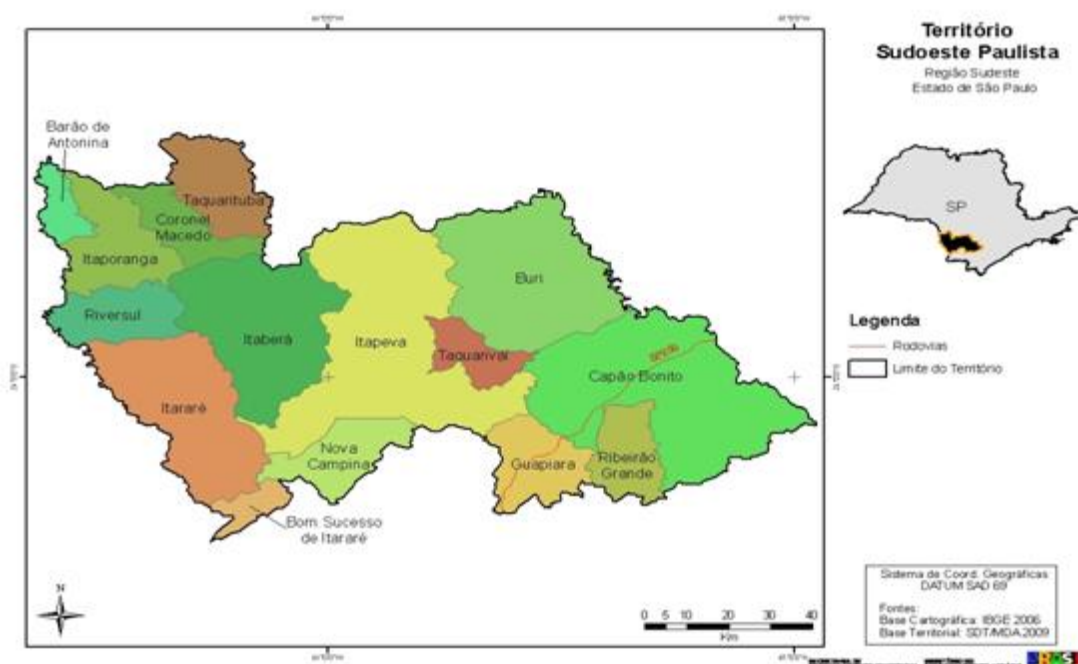 Território
Sudoeste Paulista
Região Sudeste
Estado de São Paulo
Barão de
Antonina
Taquarituba
Coronel
Macedo
Itaporanga
Buri
Riversul
Itaberá
Itapeva
Taquarivaí
Capão Bonito
Itararé
Nova
Campina
Guapiara
Ribeirão
Grande
Bom Sucesso
de Itararé
SP
Legenda
Rodovias
Limite do Território
N
0 5 10 20 30 40
Km
Sistema de Coord. Geográficas
DATUM SAD 69
Fontes:
Base Cartográfica: IBGE 2006
Base Territorial: SDT/MDA 2009